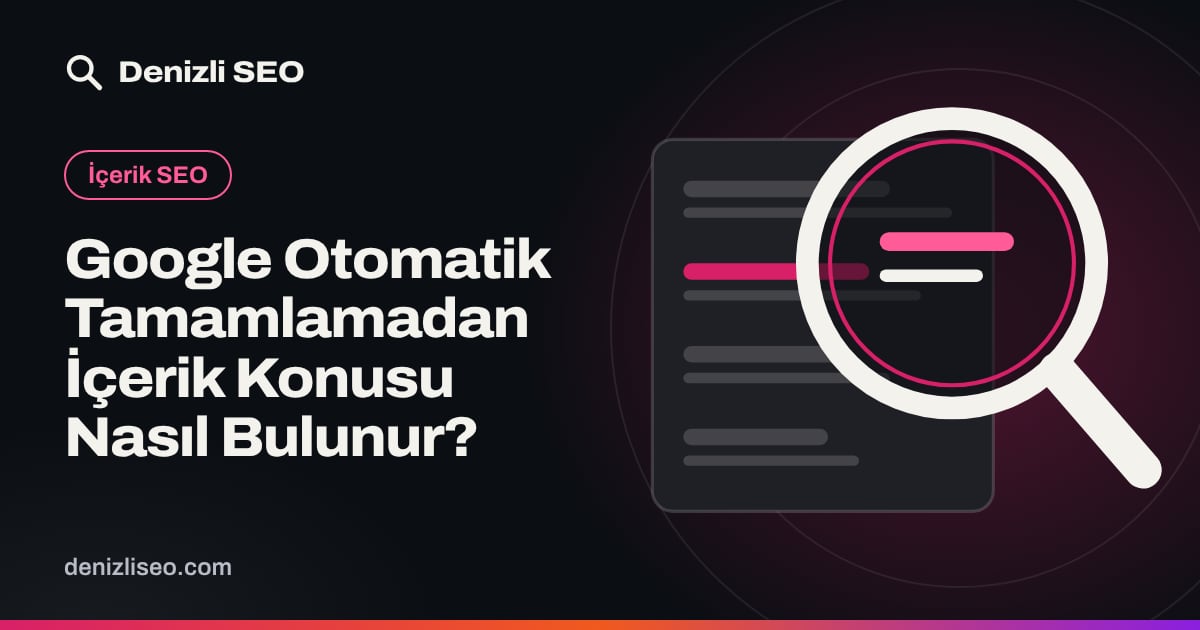 Denizli SEO
İçerik SEO
Google Otomatik
Tamamlamadan
İçerik Konusu
Nasıl Bulunur?
denizliseo.com